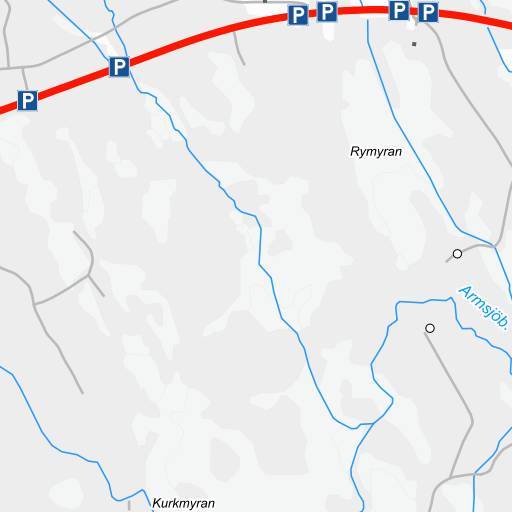 P P P P
P
P
Rymyran
Armsjöb.
Kurkmyran